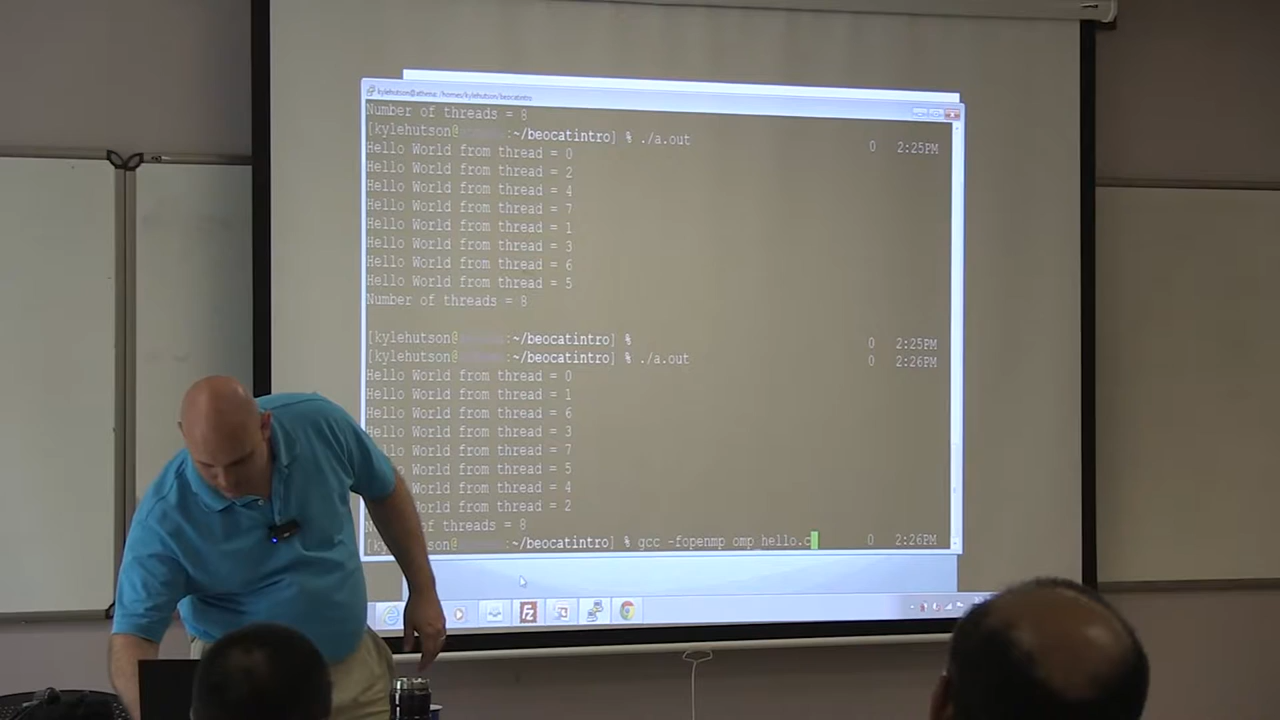 kylehutson@athena:/homes/kylehutson/beocatintro
Number of threads = 8
[kylehutson@ :~/beocatintro] % ./a.out 0 2:25PM
Hello World from thread = 0
Hello World from thread = 2
Hello World from thread = 4
Hello World from thread = 7
Hello World from thread = 1
Hello World from thread = 3
Hello World from thread = 6
Hello World from thread = 5
Number of threads = 8
[kylehutson@ :~/beocatintro] % 0 2:25PM
[kylehutson@ :~/beocatintro] % ./a.out 0 2:26PM
Hello World from thread = 0
Hello World from thread = 1
Hello World from thread = 6
Hello World from thread = 3
llo World from thread = 7
World from thread = 5
World from thread = 4
World from thread = 2
N of threads = 8
[ky utson@ :~/beocatintro] % gcc -fopenmp omp_hello.c 0 2:26PM
FZ